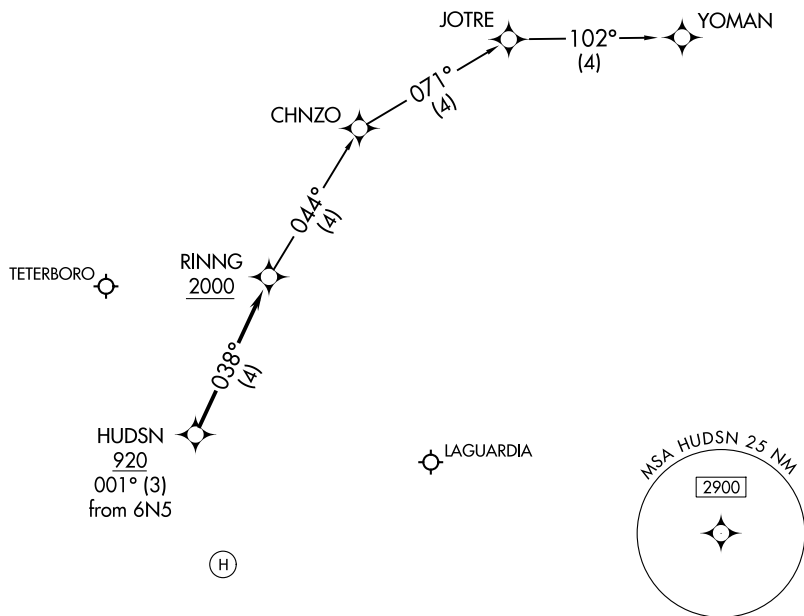 JOTRE
102°
(4)
YOMAN
071°
(4)
CHNZO
044°
(4)
RINNG
2000
TETERBORO
038°
(4)
HUDSN
920
001° (3)
from 6N5
LAGUARDIA
MSA HUDSN 25 NM
2900
H